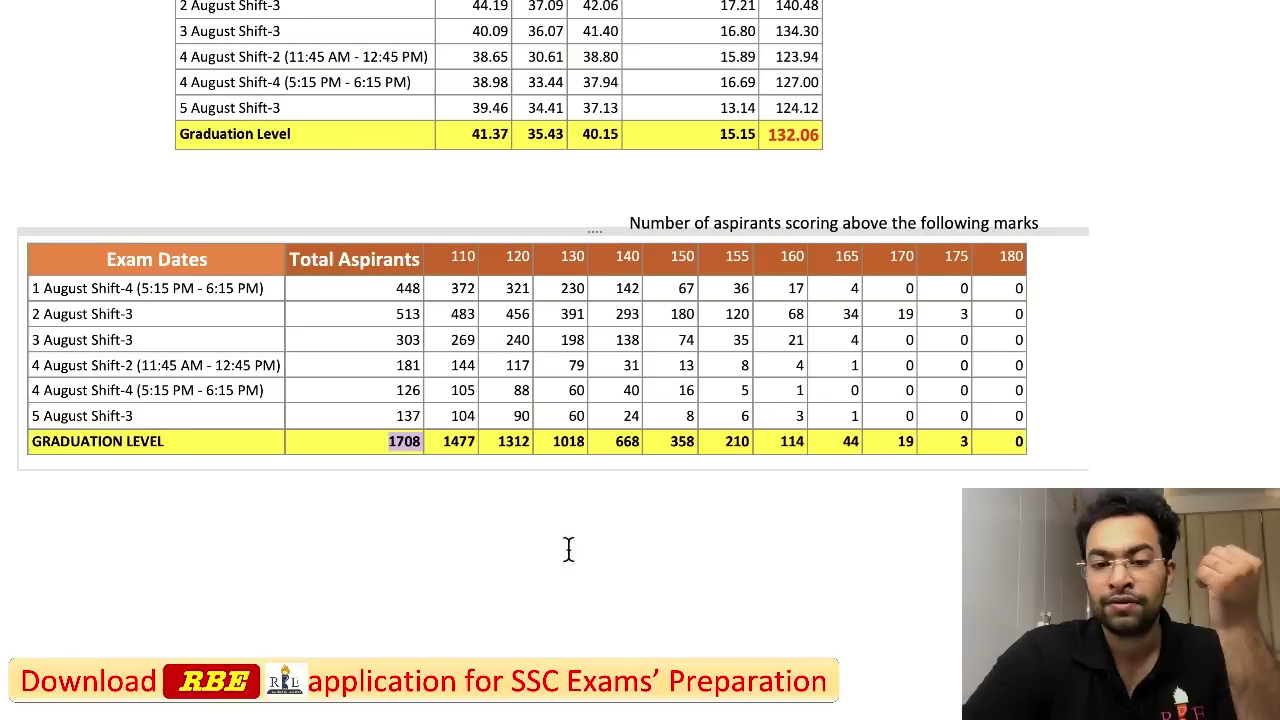 2 August Shift-3 44.19 37.09 42.06 17.21 140.48
3 August Shift-3 40.09 36.07 41.40 16.80 134.30
4 August Shift-2 (11:45 AM - 12:45 PM) 38.65 30.61 38.80 15.89 123.94
4 August Shift-4 (5:15 PM - 6:15 PM) 38.98 33.44 37.94 16.69 127.00
5 August Shift-3 39.46 34.41 37.13 13.14 124.12
Graduation Level 41.37 35.43 40.15 15.15 132.06
Number of aspirants scoring above the following marks
Exam Dates Total Aspirants 110 120 130 140 150 155 160 165 170 175 180
1 August Shift-4 (5:15 PM - 6:15 PM) 448 372 321 230 142 67 36 17 4 0 0 0
2 August Shift-3 513 483 456 391 293 180 120 68 34 19 3 0
3 August Shift-3 303 269 240 198 138 74 35 21 4 0 0 0
4 August Shift-2 (11:45 AM - 12:45 PM) 181 144 117 79 31 13 8 4 1 0 0 0
4 August Shift-4 (5:15 PM - 6:15 PM) 126 105 88 60 40 16 5 1 0 0 0 0
5 August Shift-3 137 104 90 60 24 8 6 3 1 0 0 0
GRADUATION LEVEL 1708 1477 1312 1018 668 358 210 114 44 19 3 0
Download RBE RBE application for SSC Exams' Preparation
RBE